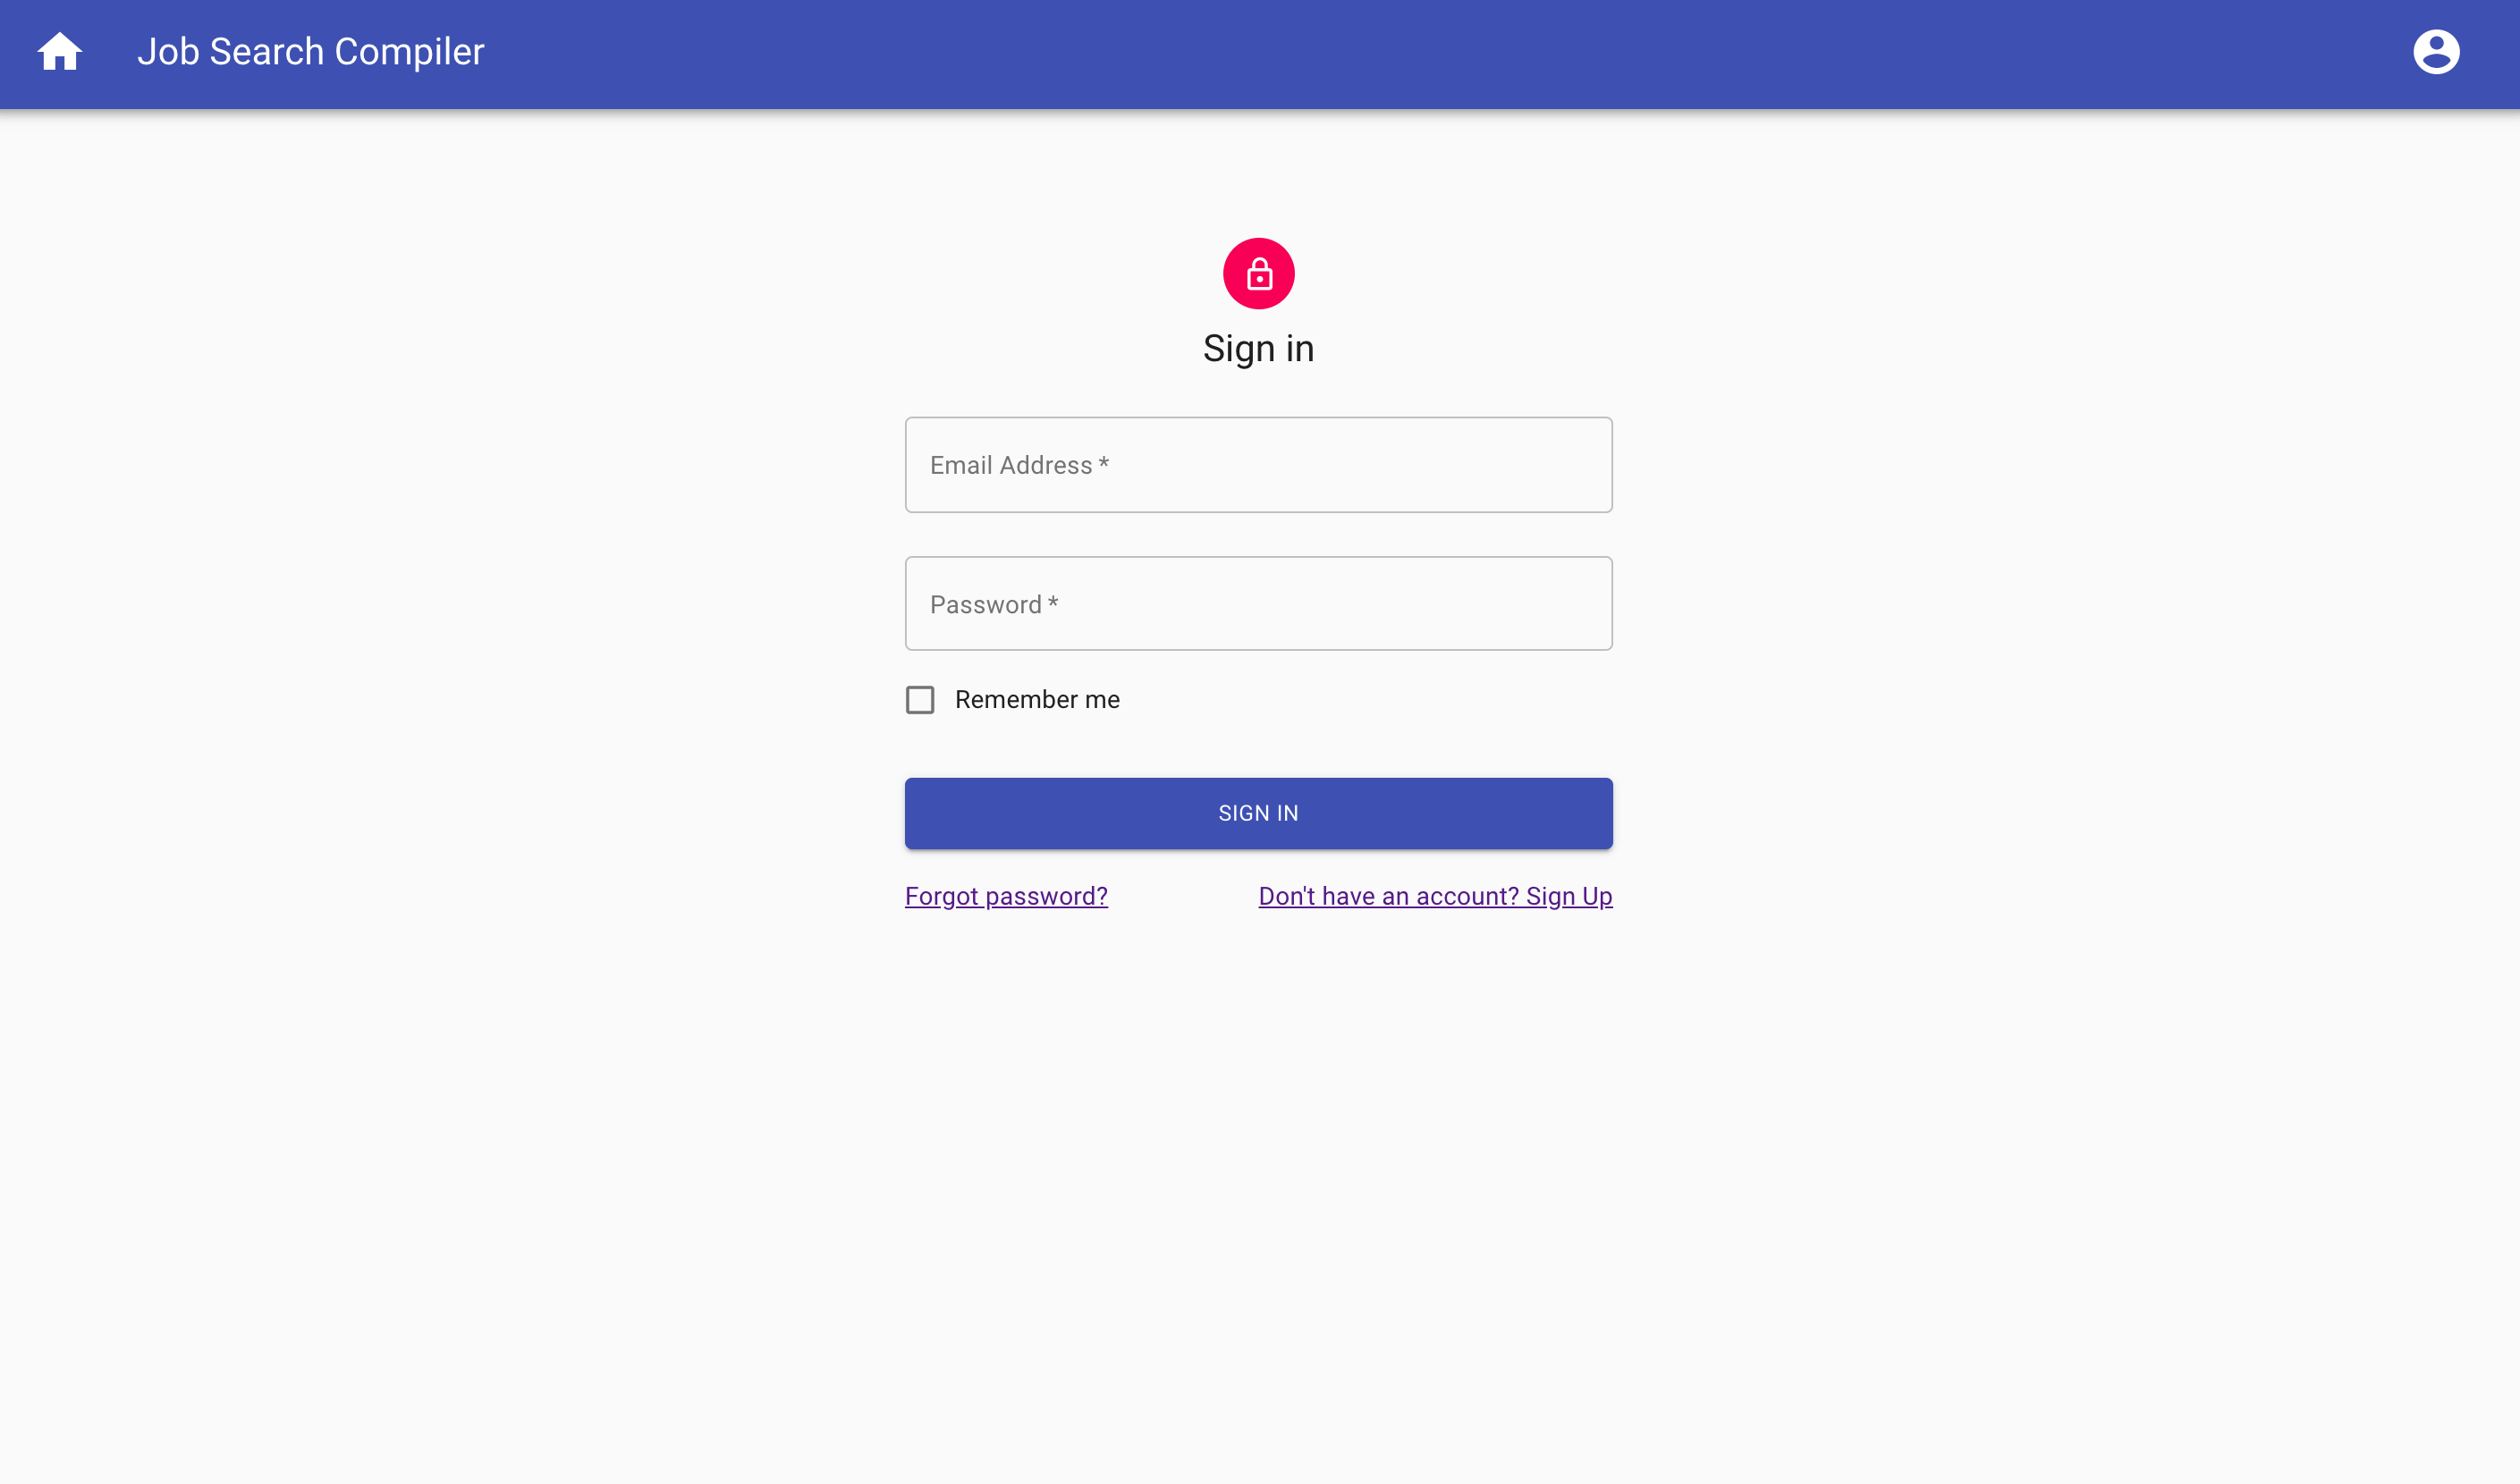 Job Search Compiler
Sign in
Email Address *
Password *
Remember me
SIGN IN
Forgot password? Don't have an account? Sign Up